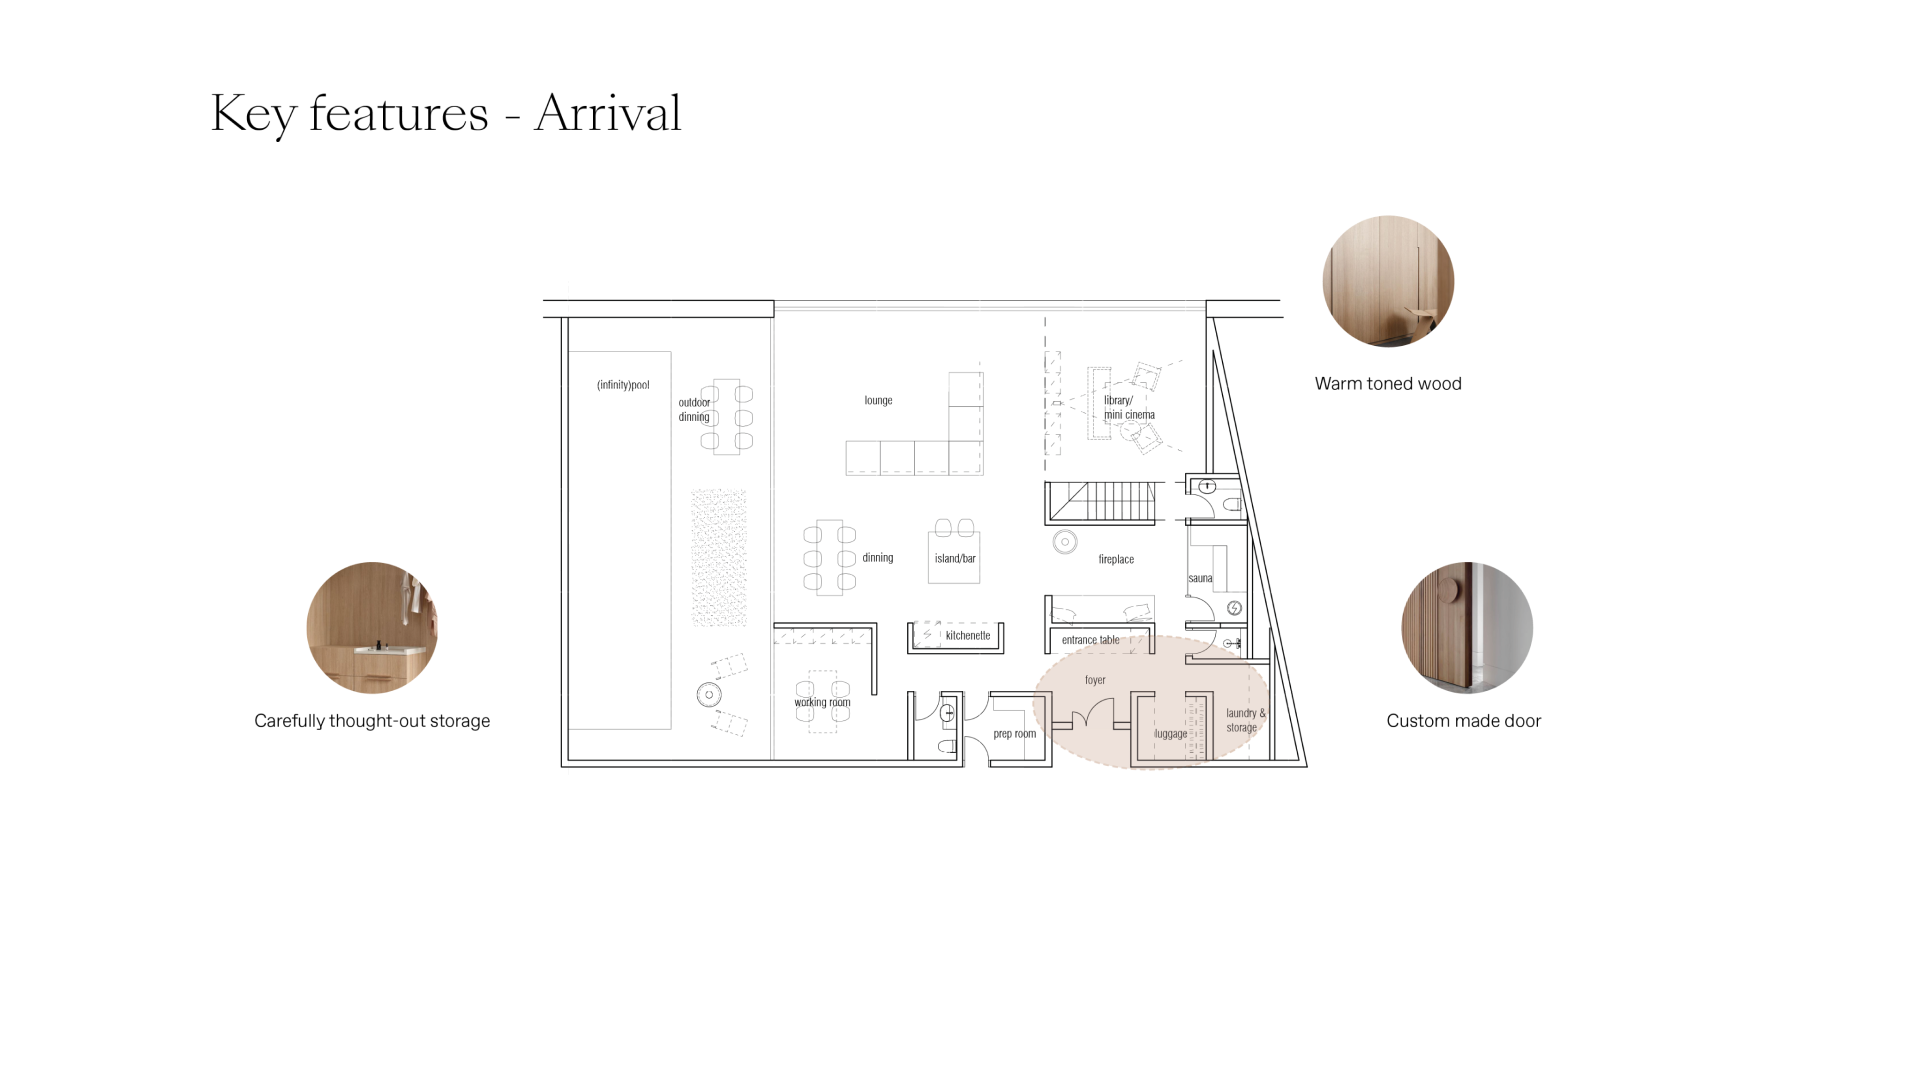 Key features - Arrival
Warm toned wood
(infinity)pool
outdoor
dinning
lounge
library/
mini cinema
dinning
island/bar
fireplace
sauna
kitchenette
entrance table
foyer
working room
prep room
luggage
laundry &
storage
Carefully thought-out storage
Custom made door